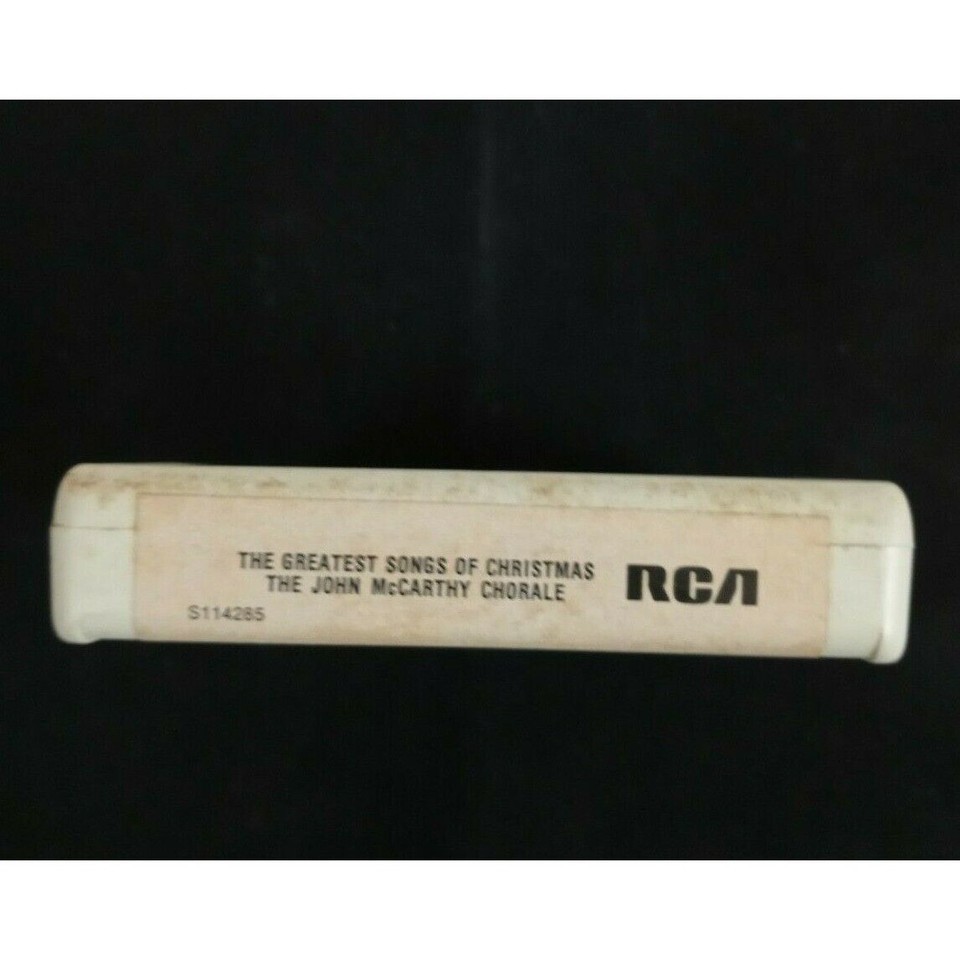 THE GREATEST SONGS OF CHRISTMAS
THE JOHN McCARTHY CHORALE
RCA
S114285